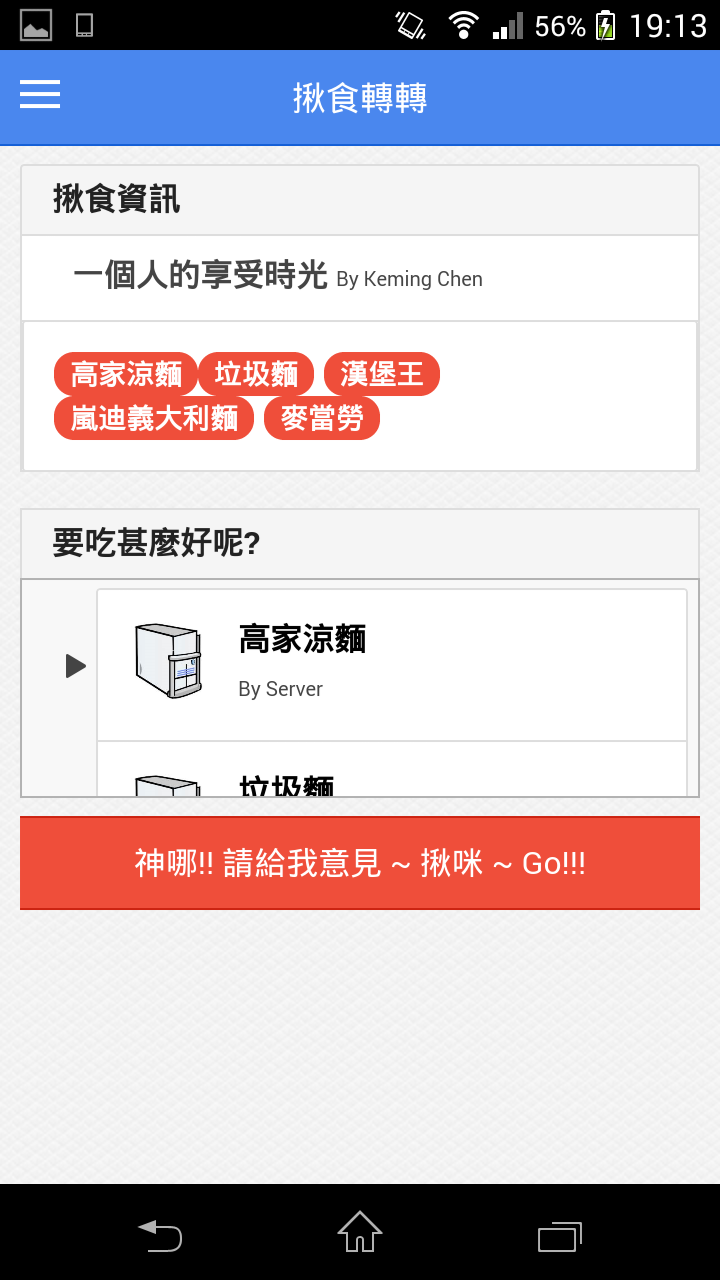 56% 19:13
揪食轉轉
揪食資訊
一個人的享受時光 By Keming Chen
高家涼麵 垃圾麵 漢堡王
嵐迪義大利麵 麥當勞
要吃甚麼好呢?
高家涼麵
By Server
垃圾麵
神哪!! 請給我意見 ~ 揪咪 ~ Go!!!